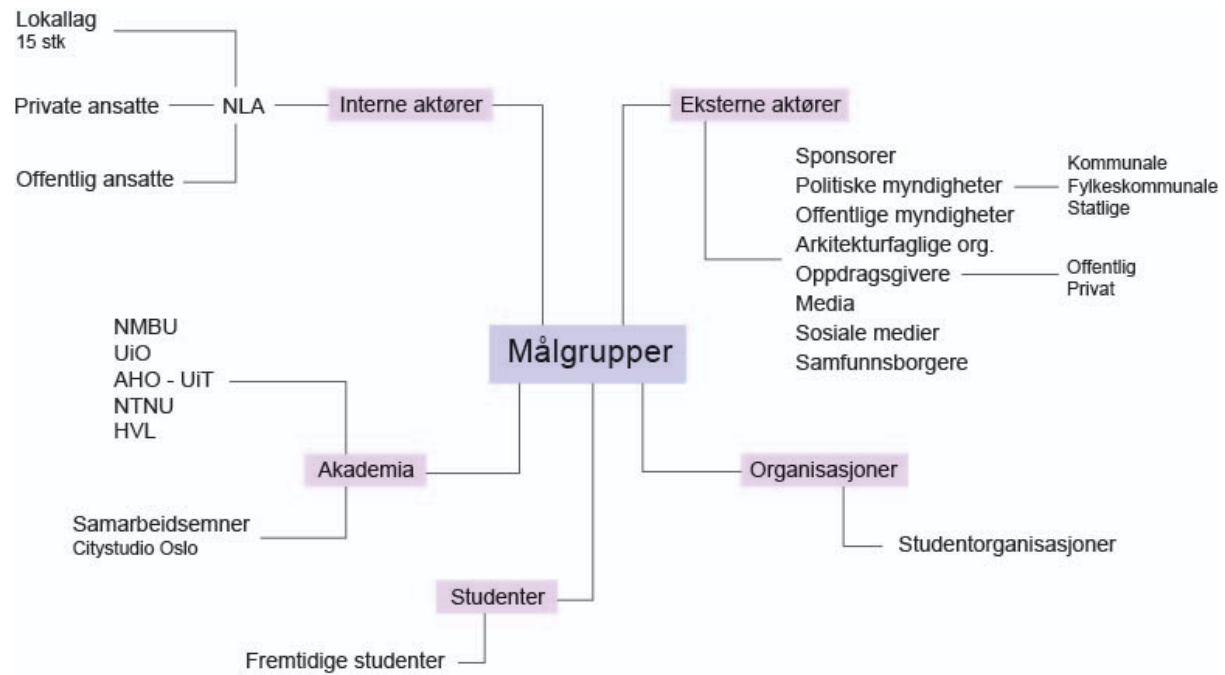 Lokallag
15 stk
Private ansatte
NLA
Interne aktører
Offentlig ansatte
Eksterne aktører
Sponsorer
Politiske myndigheter
Offentlige myndigheter
Arkitekturfaglige org.
Oppdragsgivere
Media
Sosiale medier
Samfunnsborgere
Kommunale
Fylkeskommunale
Statlige
Offentlig
Privat
Målgrupper
NMBU
UiO
AHO - UiT
NTNU
HVL
Akademia
Samarbeidsemner
Citystudio Oslo
Organisasjoner
Studentorganisasjoner
Studenter
Fremtidige studenter